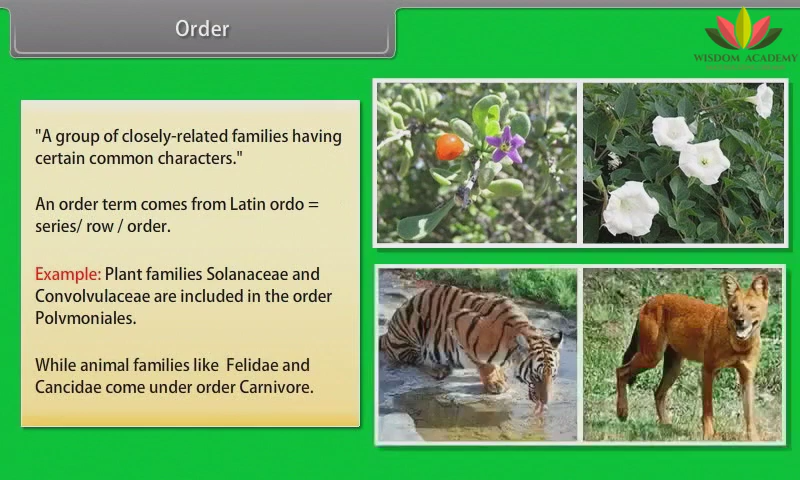 Order
WISDOM ACADEMY
"A group of closely-related families having
certain common characters."
An order term comes from Latin ordo =
series/ row / order.
Example: Plant families Solanaceae and
Convolvulaceae are included in the order
Polvmoniales.
While animal families like Felidae and
Cancidae come under order Carnivore.